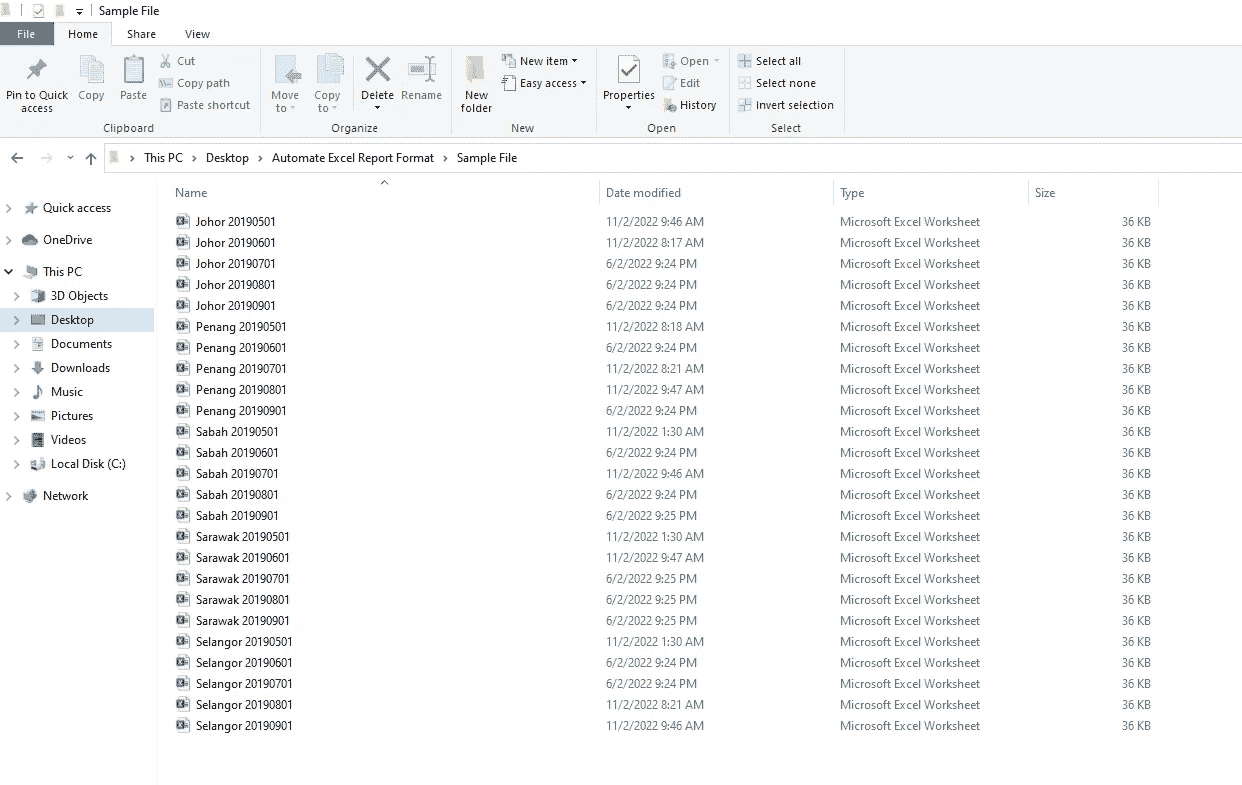 Sample File
File Home Share View
Pin to Quick access
Copy
Paste
Cut
Copy path
Paste shortcut
Clipboard
Move to
Copy to
Delete
Rename
Organize
New folder
New item
Easy access
New
Properties
Open
Edit
History
Open
Select all
Select none
Invert selection
Select
This PC > Desktop > Automate Excel Report Format > Sample File
Quick access
OneDrive
This PC
3D Objects
Desktop
Documents
Downloads
Music
Pictures
Videos
Local Disk (C:)
Network
Name Date modified Type Size
Johor 20190501 11/2/2022 9:46 AM Microsoft Excel Worksheet 36 KB
Johor 20190601 11/2/2022 8:17 AM Microsoft Excel Worksheet 36 KB
Johor 20190701 6/2/2022 9:24 PM Microsoft Excel Worksheet 36 KB
Johor 20190801 6/2/2022 9:24 PM Microsoft Excel Worksheet 36 KB
Johor 20190901 6/2/2022 9:24 PM Microsoft Excel Worksheet 36 KB
Penang 20190501 11/2/2022 8:18 AM Microsoft Excel Worksheet 36 KB
Penang 20190601 6/2/2022 9:24 PM Microsoft Excel Worksheet 36 KB
Penang 20190701 11/2/2022 8:21 AM Microsoft Excel Worksheet 36 KB
Penang 20190801 11/2/2022 9:47 AM Microsoft Excel Worksheet 36 KB
Penang 20190901 6/2/2022 9:24 PM Microsoft Excel Worksheet 36 KB
Sabah 20190501 11/2/2022 1:30 AM Microsoft Excel Worksheet 36 KB
Sabah 20190601 6/2/2022 9:24 PM Microsoft Excel Worksheet 36 KB
Sabah 20190701 11/2/2022 9:46 AM Microsoft Excel Worksheet 36 KB
Sabah 20190801 6/2/2022 9:24 PM Microsoft Excel Worksheet 36 KB
Sabah 20190901 6/2/2022 9:25 PM Microsoft Excel Worksheet 36 KB
Sarawak 20190501 11/2/2022 1:30 AM Microsoft Excel Worksheet 36 KB
Sarawak 20190601 11/2/2022 9:47 AM Microsoft Excel Worksheet 36 KB
Sarawak 20190701 6/2/2022 9:25 PM Microsoft Excel Worksheet 36 KB
Sarawak 20190801 6/2/2022 9:25 PM Microsoft Excel Worksheet 36 KB
Sarawak 20190901 6/2/2022 9:25 PM Microsoft Excel Worksheet 36 KB
Selangor 20190501 11/2/2022 1:30 AM Microsoft Excel Worksheet 36 KB
Selangor 20190601 6/2/2022 9:24 PM Microsoft Excel Worksheet 36 KB
Selangor 20190701 6/2/2022 9:24 PM Microsoft Excel Worksheet 36 KB
Selangor 20190801 11/2/2022 8:21 AM Microsoft Excel Worksheet 36 KB
Selangor 20190901 11/2/2022 9:46 AM Microsoft Excel Worksheet 36 KB